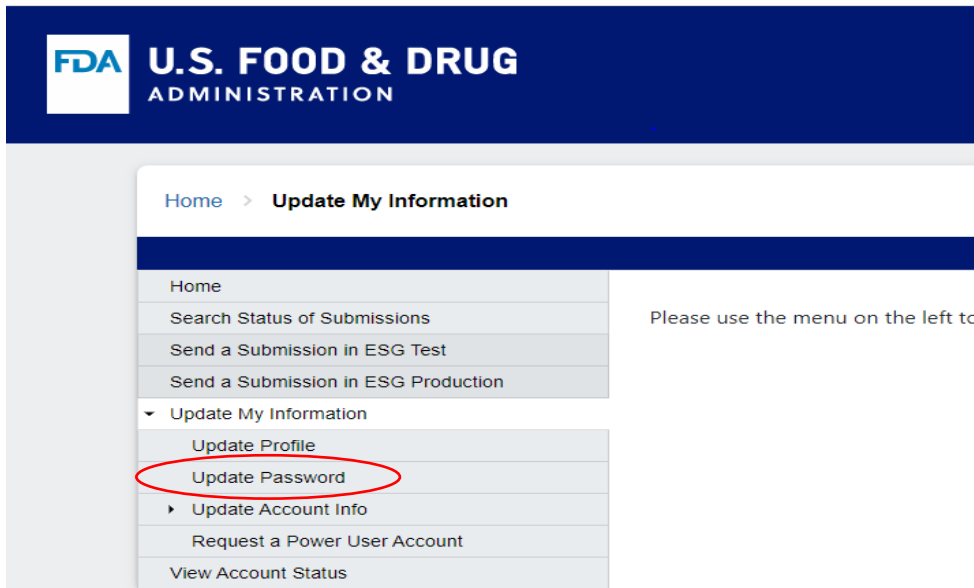 FDA U.S. FOOD & DRUG
ADMINISTRATION
Home > Update My Information
Home
Search Status of Submissions
Please use the menu on the left to
Send a Submission in ESG Test
Send a Submission in ESG Production
Update My Information
Update Profile
Update Password
Update Account Info
Request a Power User Account
View Account Status